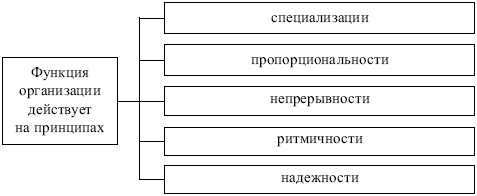 Функция
организации
действует
на принципах
специализации
пропорциональности
непрерывности
ритмичности
надежности